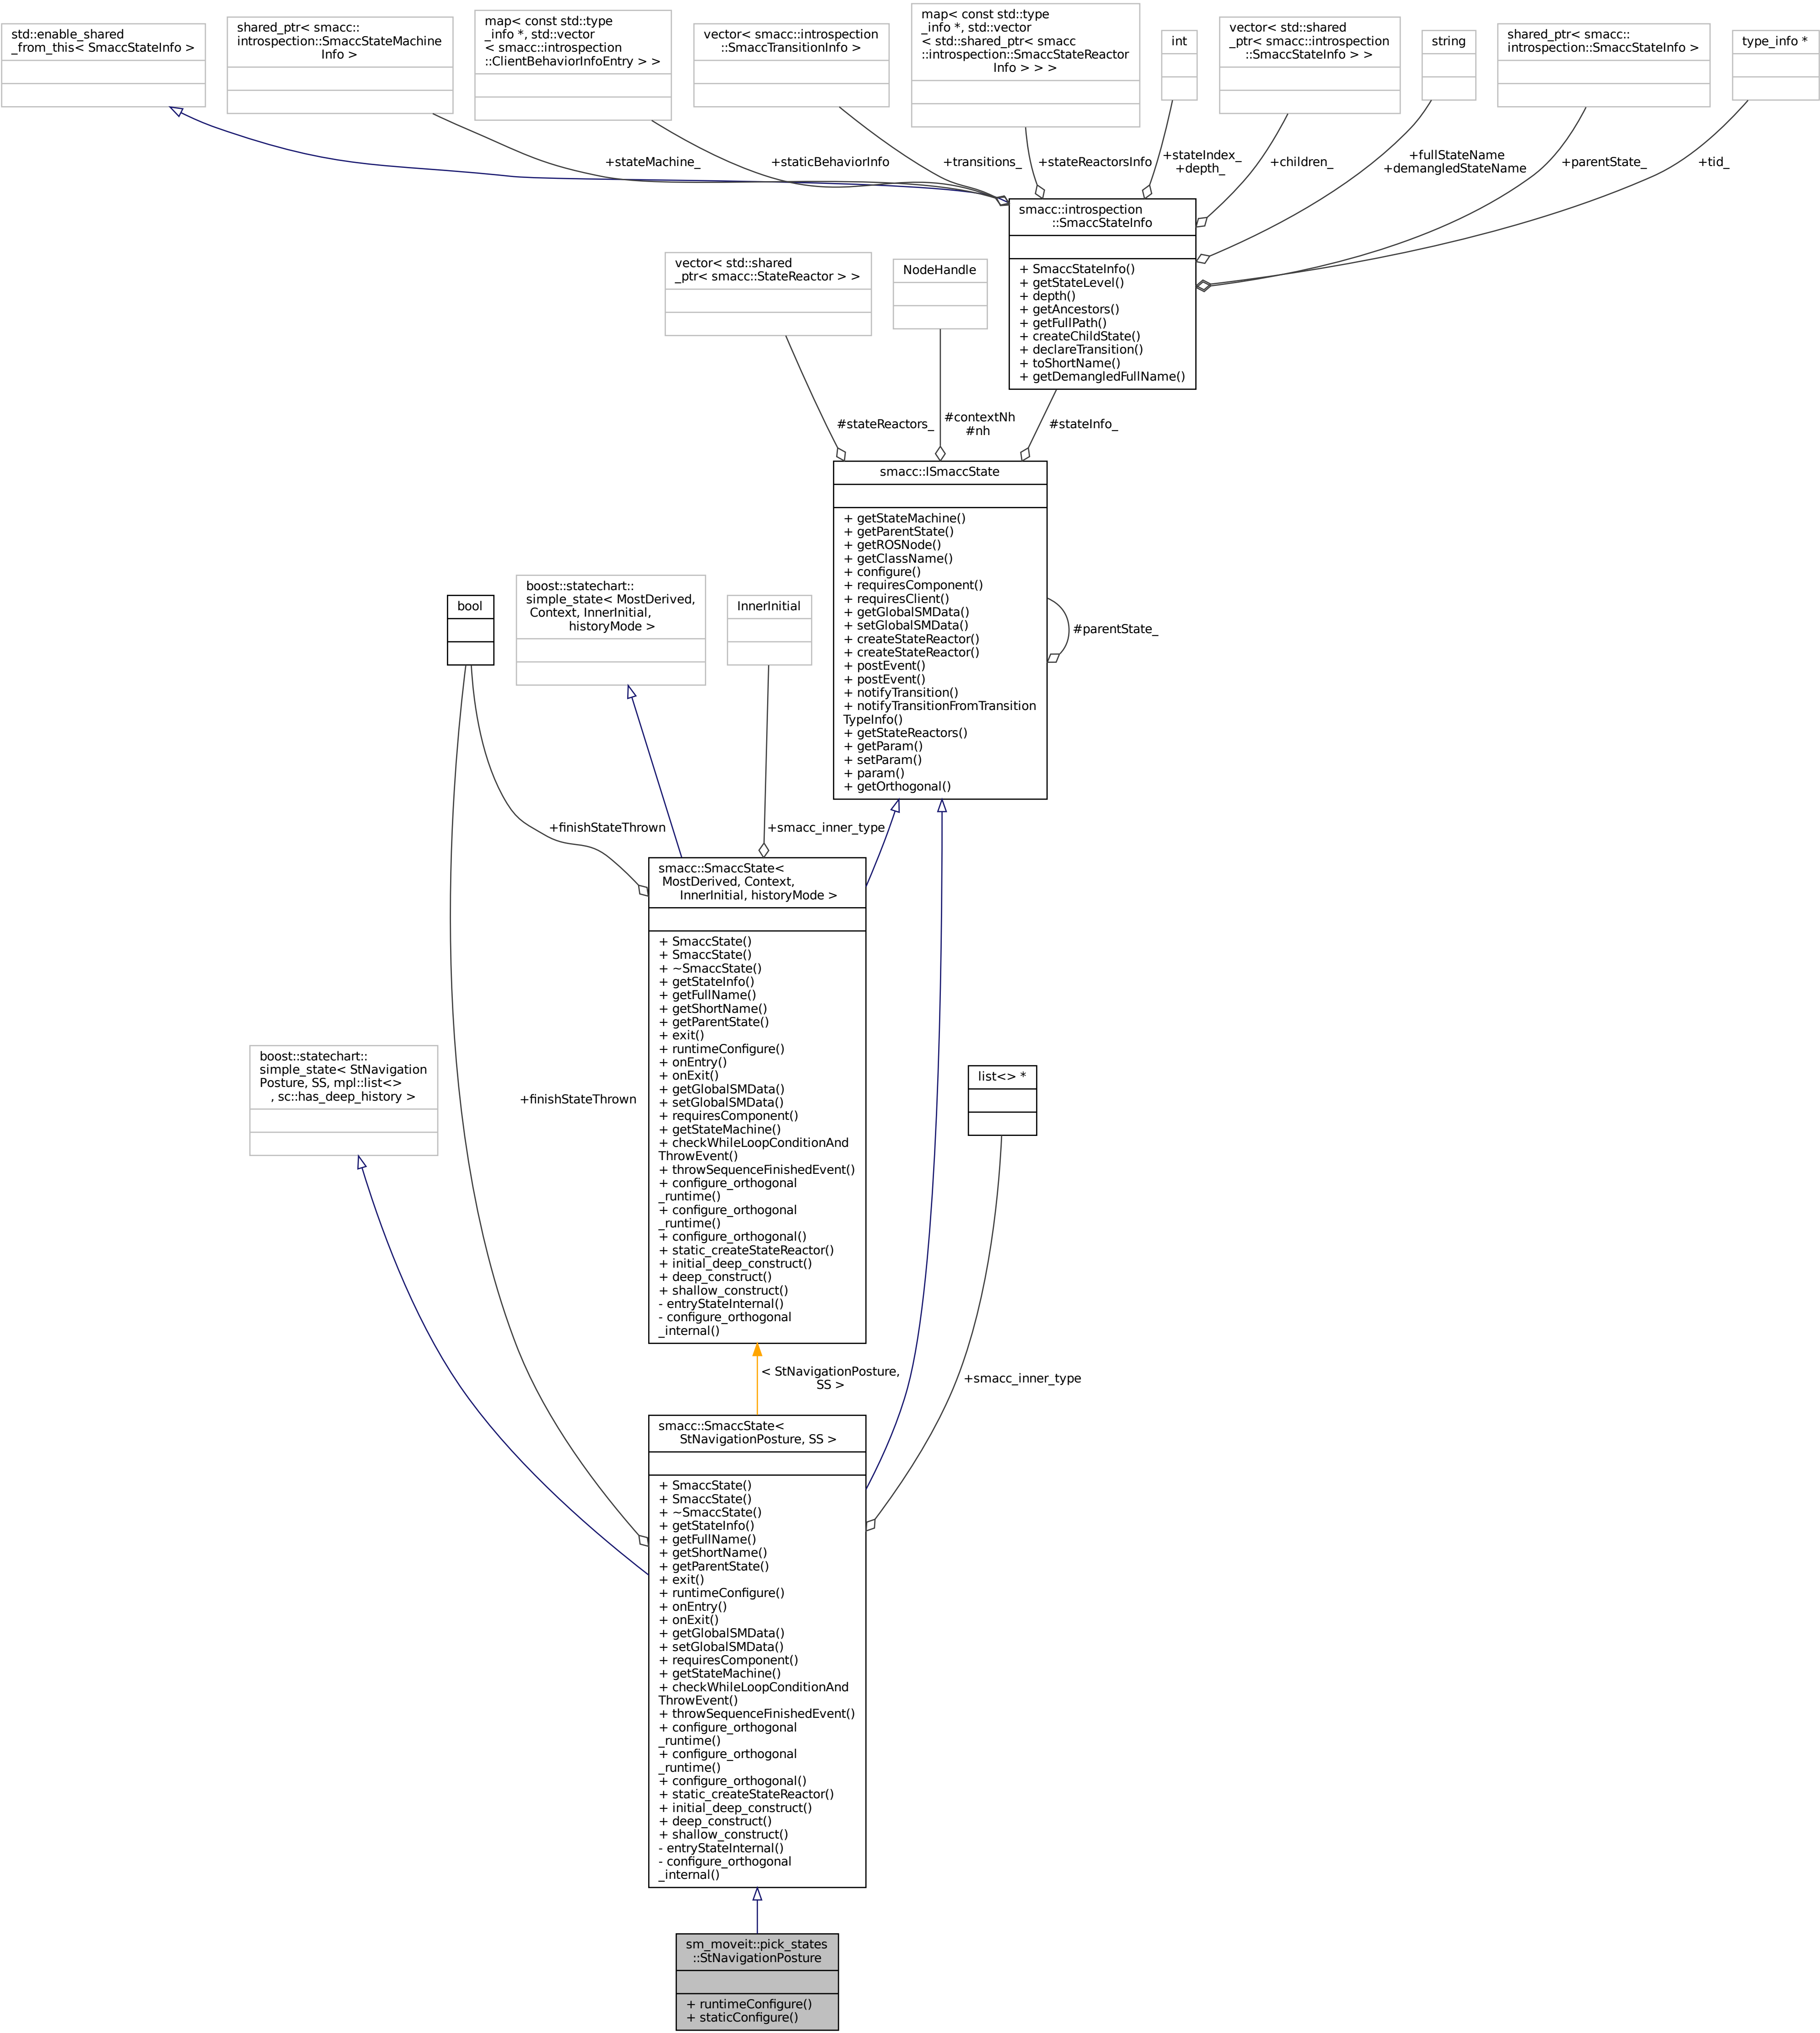 std::enable_shared
_from_this< SmaccStateInfo >
shared_ptr< smacc::
introspection::SmaccStateMachine
Info >
map< const std::type
_info *, std::vector
< smacc::introspection
::ClientBehaviorInfoEntry > >
vector< smacc::introspection
::SmaccTransitionInfo >
map< const std::type
_info *, std::vector
< std::shared_ptr< smacc
::introspection::SmaccStateReactor
Info > > >
int
vector< std::shared
_ptr< smacc::introspection
::SmaccStateInfo > >
string
shared_ptr< smacc::
introspection::SmaccStateInfo >
type_info *
+stateMachine_
+staticBehaviorInfo
+transitions_
+stateReactorsInfo
+stateIndex_
+depth_
+children_
+fullStateName
+demangledStateName
+parentState_
+tid_
smacc::introspection
::SmaccStateInfo
+ SmaccStateInfo()
+ getStateLevel()
+ depth()
+ getAncestors()
+ getFullPath()
+ createChildState()
+ declareTransition()
+ toShortName()
+ getDemangledFullName()
vector< std::shared
_ptr< smacc::StateReactor > >
NodeHandle
#stateReactors_
#contextNh
#nh
#stateInfo_
smacc::ISmaccState
+ getStateMachine()
+ getParentState()
+ getROSNode()
+ getClassName()
+ configure()
+ requiresComponent()
+ requiresClient()
+ getGlobalSMData()
+ setGlobalSMData()
+ createStateReactor()
+ createStateReactor()
+ postEvent()
+ postEvent()
+ notifyTransition()
+ notifyTransitionFromTransition
TypeInfo()
+ getStateReactors()
+ getParam()
+ setParam()
+ param()
+ getOrthogonal()
#parentState_
bool
boost::statechart::
simple_state< MostDerived,
Context, InnerInitial,
historyMode >
InnerInitial
+finishStateThrown
+smacc_inner_type
smacc::SmaccState<
MostDerived, Context,
InnerInitial, historyMode >
+ SmaccState()
+ SmaccState()
+ ~SmaccState()
+ getStateInfo()
+ getFullName()
+ getShortName()
+ getParentState()
+ exit()
+ runtimeConfigure()
+ onEntry()
+ onExit()
+ getGlobalSMData()
+ setGlobalSMData()
+ requiresComponent()
+ getStateMachine()
+ checkWhileLoopConditionAnd
ThrowEvent()
+ throwSequenceFinishedEvent()
+ configure_orthogonal
_runtime()
+ configure_orthogonal
_runtime()
+ configure_orthogonal()
+ static_createStateReactor()
+ initial_deep_construct()
+ deep_construct()
+ shallow_construct()
- entryStateInternal()
- configure_orthogonal
_internal()
boost::statechart::
simple_state< StNavigation
Posture, SS, mpl::list<>
, sc::has_deep_history >
+finishStateThrown
list<> *
< StNavigationPosture,
SS >
+smacc_inner_type
smacc::SmaccState<
StNavigationPosture, SS >
+ SmaccState()
+ SmaccState()
+ ~SmaccState()
+ getStateInfo()
+ getFullName()
+ getShortName()
+ getParentState()
+ exit()
+ runtimeConfigure()
+ onEntry()
+ onExit()
+ getGlobalSMData()
+ setGlobalSMData()
+ requiresComponent()
+ getStateMachine()
+ checkWhileLoopConditionAnd
ThrowEvent()
+ throwSequenceFinishedEvent()
+ configure_orthogonal
_runtime()
+ configure_orthogonal
_runtime()
+ configure_orthogonal()
+ static_createStateReactor()
+ initial_deep_construct()
+ deep_construct()
+ shallow_construct()
- entryStateInternal()
- configure_orthogonal
_internal()
sm_moveit::pick_states
::StNavigationPosture
+ runtimeConfigure()
+ staticConfigure()